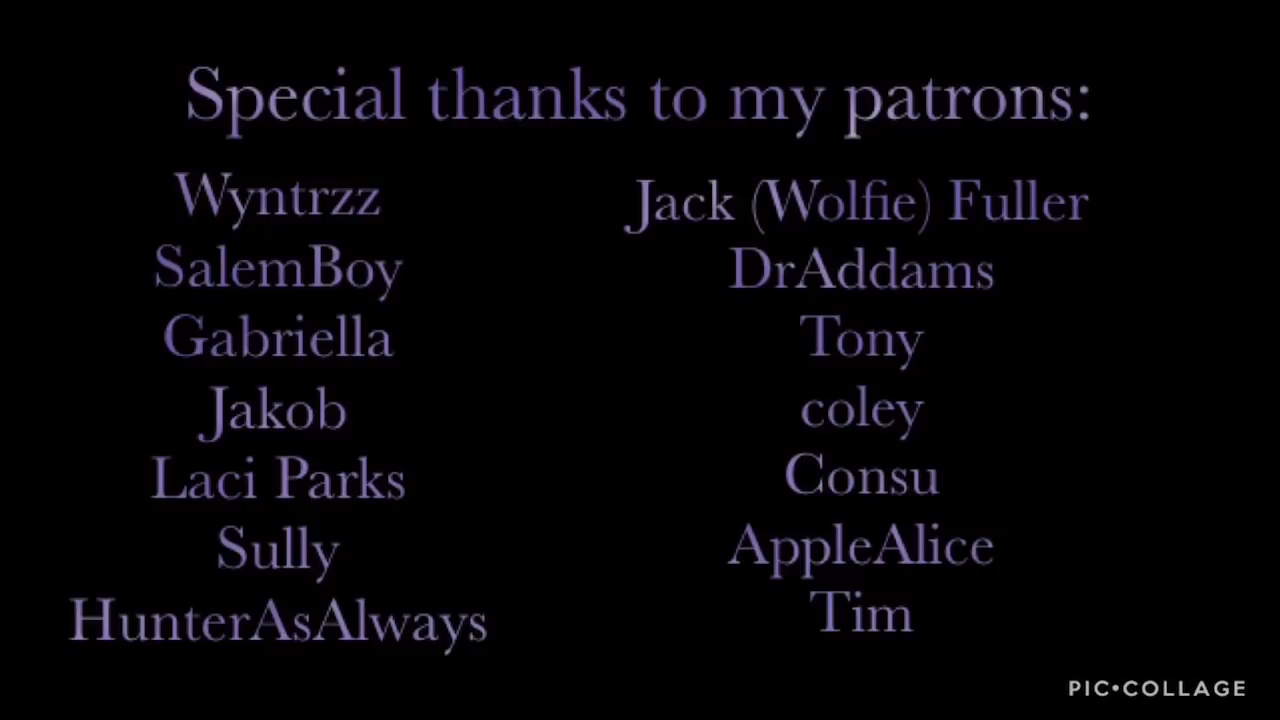 Special thanks to my patrons:
Wyntrzz
SalemBoy
Gabriella
Jakob
Laci Parks
Sully
HunterAsAlways
Jack (Wolfie) Fuller
DrAddams
Tony
coley
Consu
AppleAlice
Tim
PIC•COLLAGE